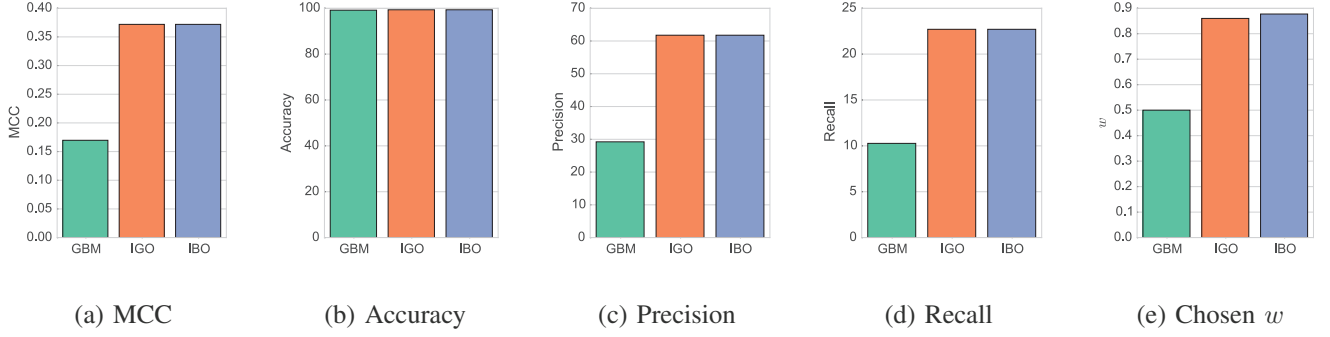 0.40
0.35
0.30
0.25
0.20
0.15
0.10
0.05
0.00
MCC
GBM IGO IBO
(a) MCC
100
80
60
40
20
0
Accuracy
GBM IGO IBO
(b) Accuracy
70
60
50
40
30
20
10
0
Precision
GBM IGO IBO
(c) Precision
25
20
15
10
5
0
Recall
GBM IGO IBO
(d) Recall
0.9
0.8
0.7
0.6
0.5
0.4
0.3
0.2
0.1
0.0
w
GBM IGO IBO
(e) Chosen w